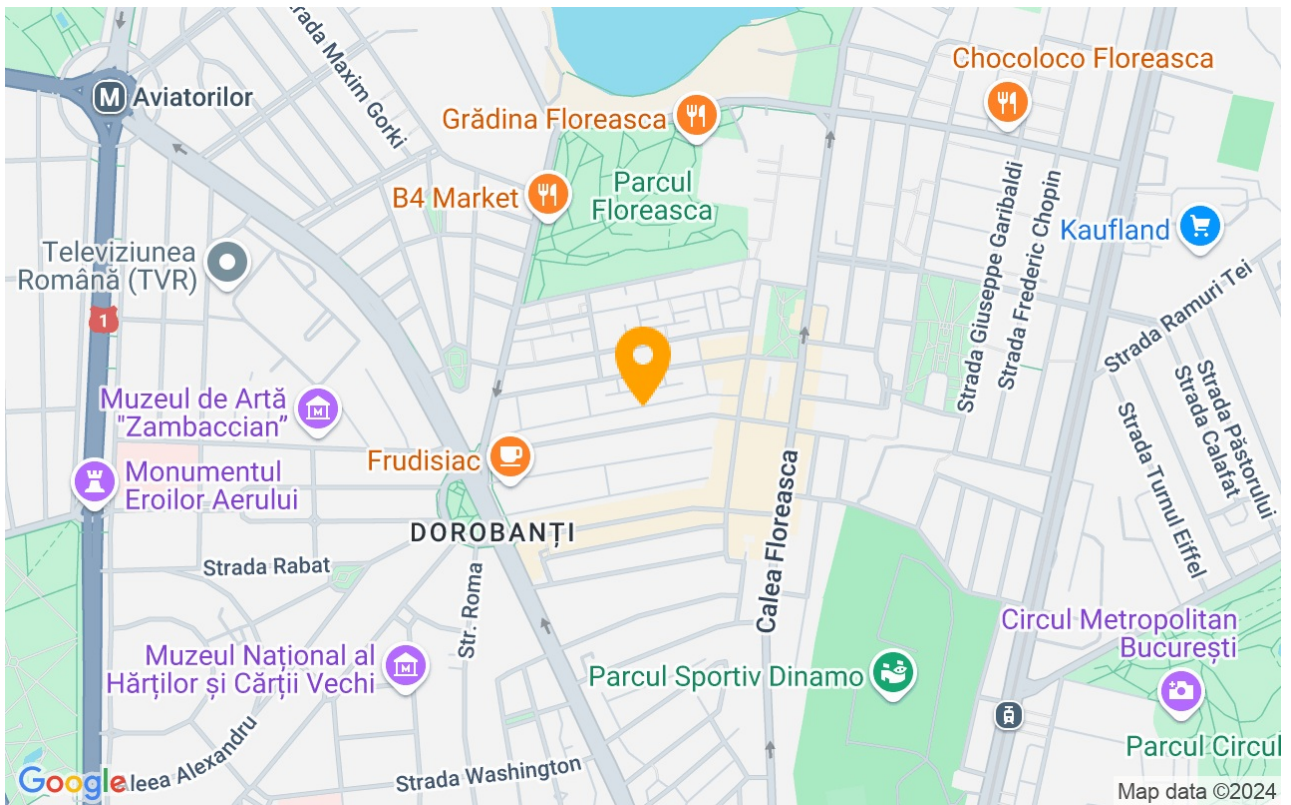 Strada Maxim Gorki
M Aviatorilor
Chocoloco Floreasca
Grădina Floreasca
B4 Market
Parcul
Floreasca
Strada Giuseppe Garibaldi
Strada Frederic Chopin
Kaufland
Televiziunea
Română (TVR)
1
Strada Ramuri Tei
Muzeul de Artă
"Zambaccian”
Strada Păstorului
Strada Calafat
Strada Turnul Eiffel
Frudisiac
Monumentul
Eroilor Aerului
Calea Floreasca
DOROBANȚI
Strada Rabat
Str. Roma
Circul Metropolitan
București
Muzeul Național al
Hărților și Cărții Vechi
Parcul Sportiv Dinamo
Parcul Circul
Aleea Alexandru
Strada Washington
Google
Map data ©2024